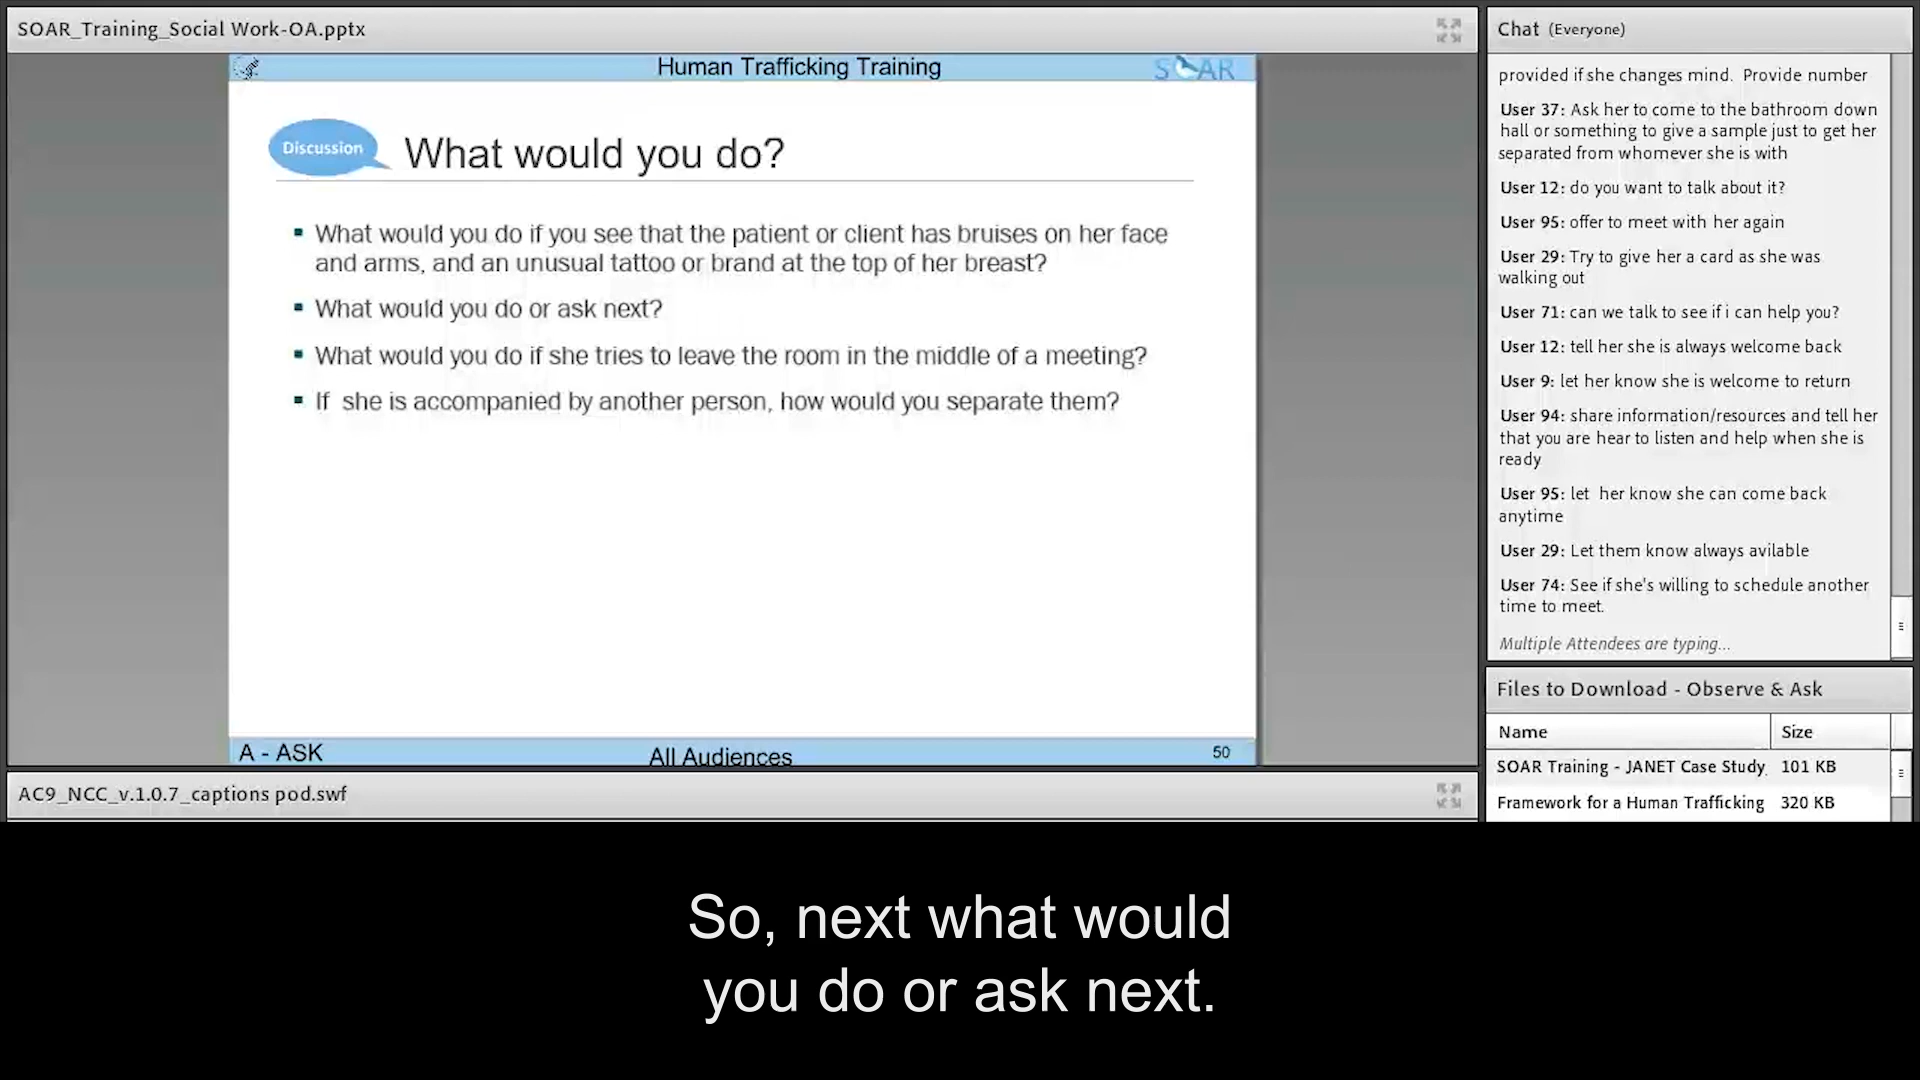 SOAR_Training_Social Work-OA.pptx
Human Trafficking Training
SOAR
Discussion
What would you do?
▪ What would you do if you see that the patient or client has bruises on her face
and arms, and an unusual tattoo or brand at the top of her breast?
▪ What would you do or ask next?
▪ What would you do if she tries to leave the room in the middle of a meeting?
▪ If she is accompanied by another person, how would you separate them?
A - ASK
All Audiences
50
AC9_NCC_v.1.0.7_captions pod.swf
So, next what would
you do or ask next.
Chat (Everyone)
provided if she changes mind. Provide number
User 37: Ask her to come to the bathroom down
hall or something to give a sample just to get her
separated from whomever she is with
User 12: do you want to talk about it?
User 95: offer to meet with her again
User 29: Try to give her a card as she was
walking out
User 71: can we talk to see if i can help you?
User 12: tell her she is always welcome back
User 9: let her know she is welcome to return
User 94: share information/resources and tell her
that you are hear to listen and help when she is
ready
User 95: let her know she can come back
anytime
User 29: Let them know always avilable
User 74: See if she's willing to schedule another
time to meet.
Multiple Attendees are typing...
Files to Download - Observe & Ask
Name Size
SOAR Training - JANET Case Study 101 KB
Framework for a Human Trafficking 320 KB